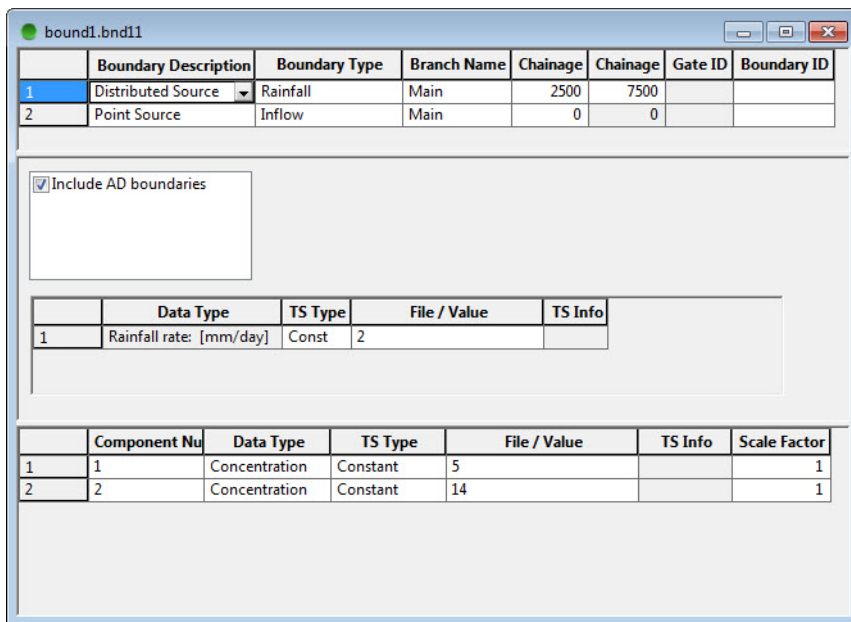 bound1.bnd11
Boundary Description Boundary Type Branch Name Chainage Chainage Gate ID Boundary ID
1 Distributed Source Rainfall Main 2500 7500
2 Point Source Inflow Main 0 0
Include AD boundaries
Data Type TS Type File / Value TS Info
1 Rainfall rate: [mm/day] Const 2
Component Nu Data Type TS Type File / Value TS Info Scale Factor
1 1 Concentration Constant 5 1
2 2 Concentration Constant 14 1